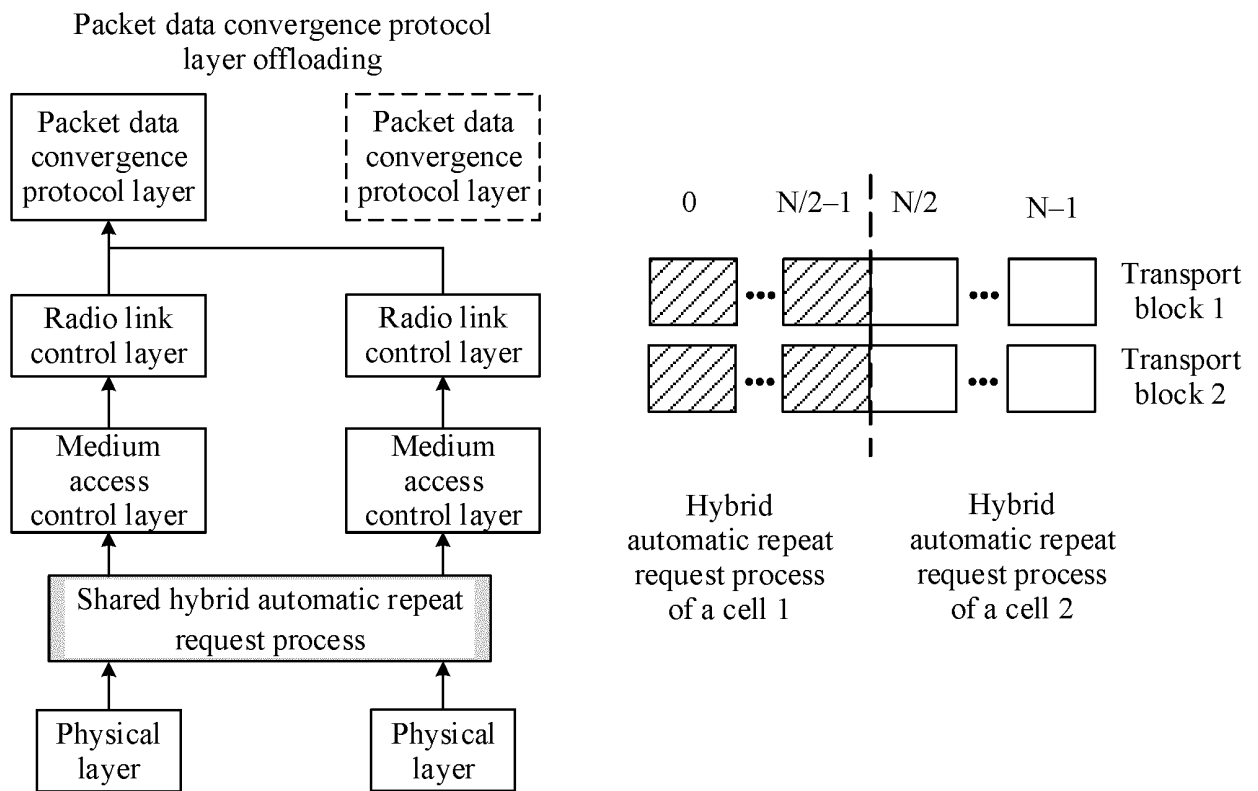 Packet data convergence protocol
layer offloading
Packet data
convergence
protocol layer
Packet data
convergence
protocol layer
Radio link
control layer
Radio link
control layer
Medium
access
control layer
Medium
access
control layer
Shared hybrid automatic repeat
request process
Physical
layer
Physical
layer
0
N/2–1
N/2
N–1
Transport
block 1
Transport
block 2
Hybrid
automatic repeat
request process
of a cell 1
Hybrid
automatic repeat
request process
of a cell 2